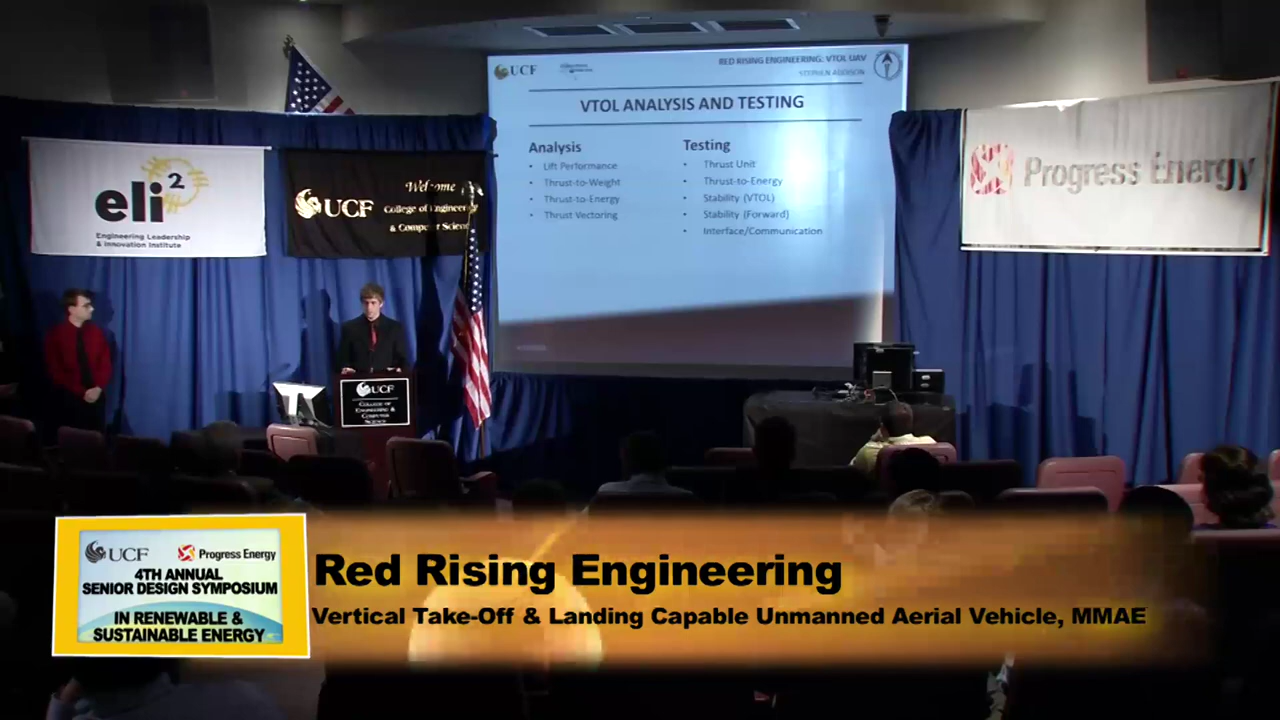 UCF
RED RISING ENGINEERING: VTOL UAV
STEPHEN ADDISON
VTOL ANALYSIS AND TESTING
Analysis
• Lift Performance
• Thrust-to-Weight
• Thrust-to-Energy
• Thrust Vectoring
Testing
• Thrust Unit
• Thrust-to-Energy
• Stability (VTOL)
• Stability (Forward)
• Interface/Communication
eli2
Engineering Leadership
& Innovation Institute
Welcome
UCF
College of Engineer
& Computer Scien
Progress Energy
UCF
COLLEGE OF
ENGINEERING &
COMPUTER
SCIENCE
UCF Progress Energy
4TH ANNUAL
SENIOR DESIGN SYMPOSIUM
IN RENEWABLE &
SUSTAINABLE ENERGY
Red Rising Engineering
Vertical Take-Off & Landing Capable Unmanned Aerial Vehicle, MMAE